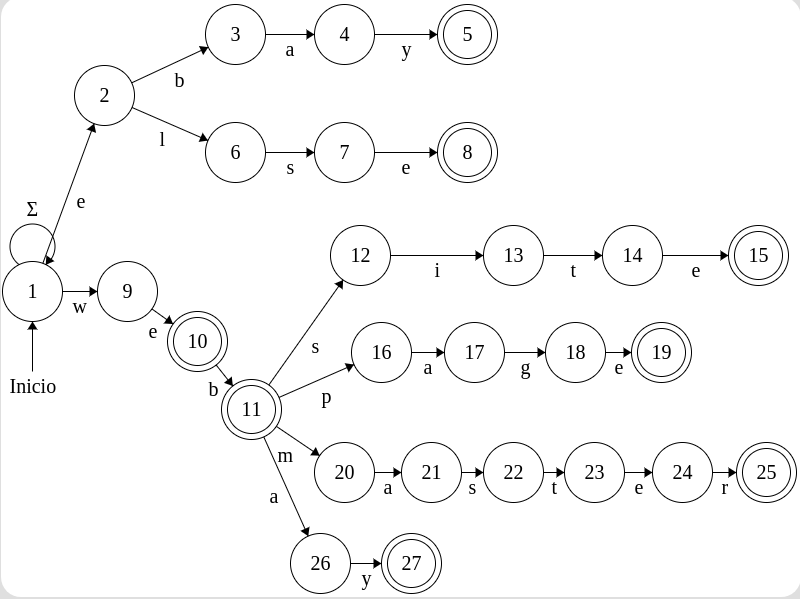 3 a 4 y 5
2 b
l 6 s 7 e 8
e
Σ
12 i 13 t 14 e 15
1 w 9
e 10 s
16 a 17 g 18 e 19
Inicio b p
11
m
20 a 21 s 22 t 23 e 24 r 25
a
26 y 27